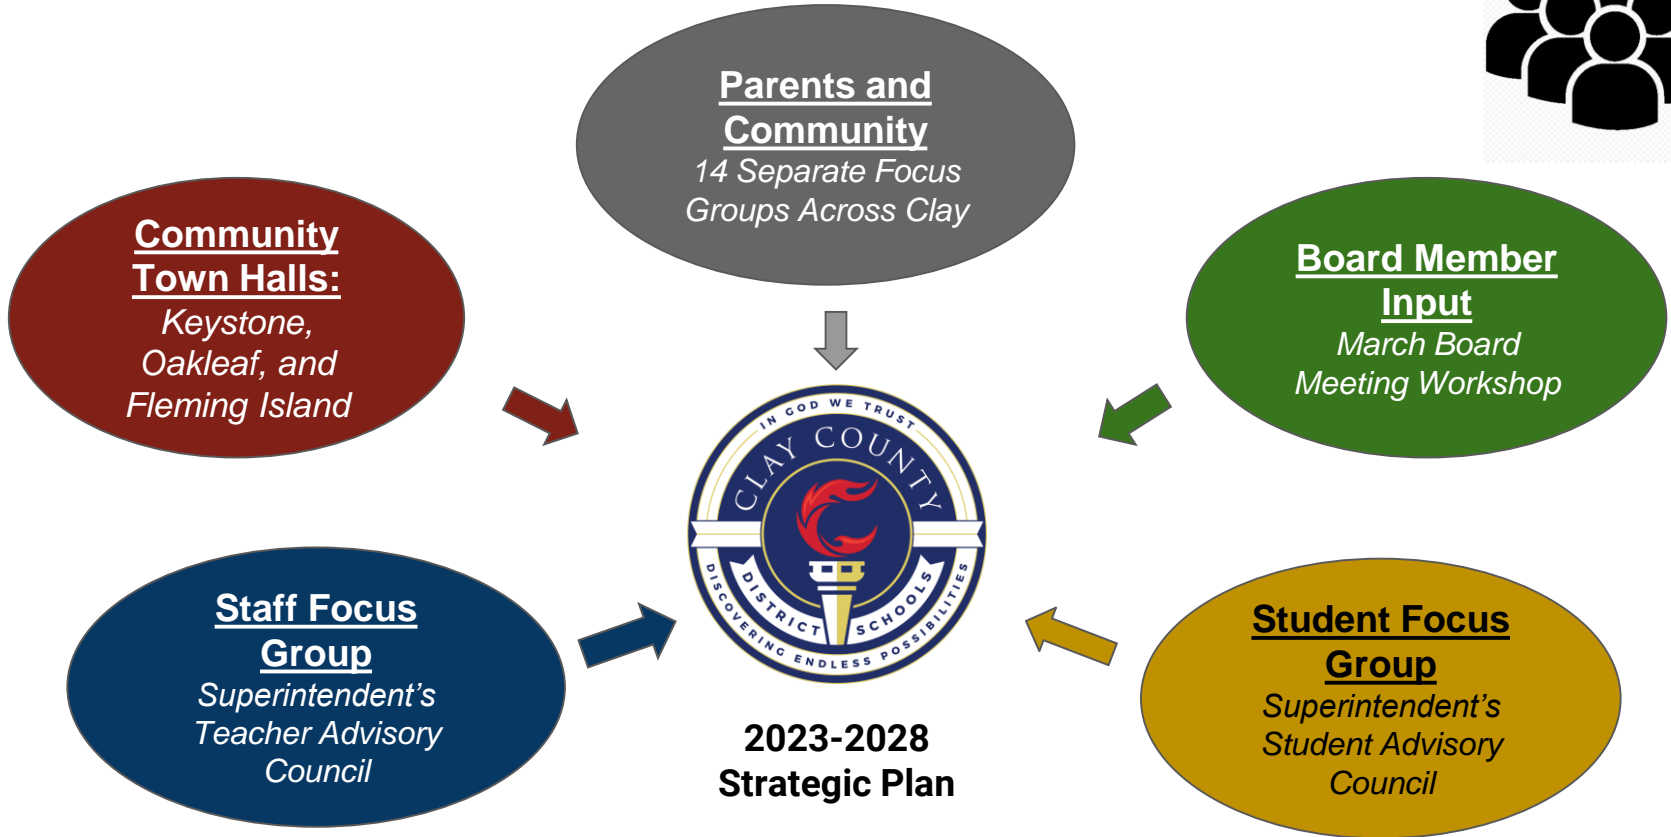 Parents and
Community
14 Separate Focus
Groups Across Clay
Community
Town Halls:
Keystone,
Oakleaf, and
Fleming Island
Board Member
Input
March Board
Meeting Workshop
IN GOD WE TRUST
CLAY COUNTY
DISTRICT SCHOOLS
DISCOVERING ENDLESS POSSIBILITIES
Staff Focus
Group
Superintendent’s
Teacher Advisory
Council
2023-2028
Strategic Plan
Student Focus
Group
Superintendent’s
Student Advisory
Council